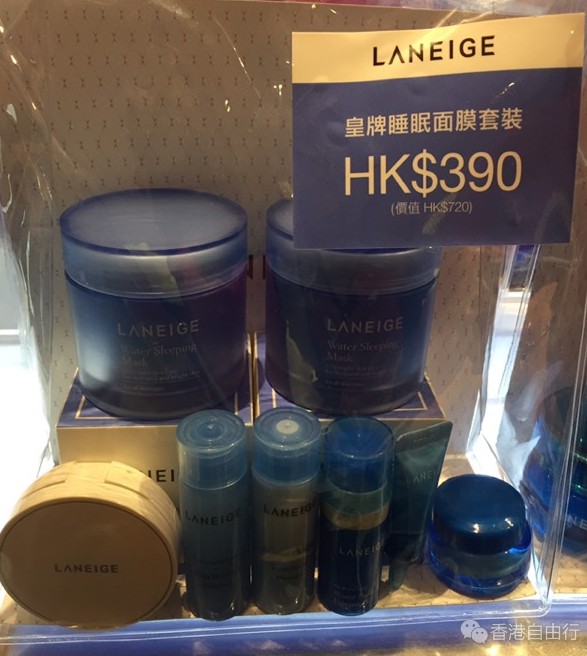 LANEIGE
皇牌睡眠面膜套裝
HK$390
(價值 HK$720)
LANEIGE
Water Sleeping
Mask
LANEIGE
Water Sleeping
Mask
LANEIGE
LANEIGE
LANEIGE
LANEIGE
LANEIGE
香港自由行